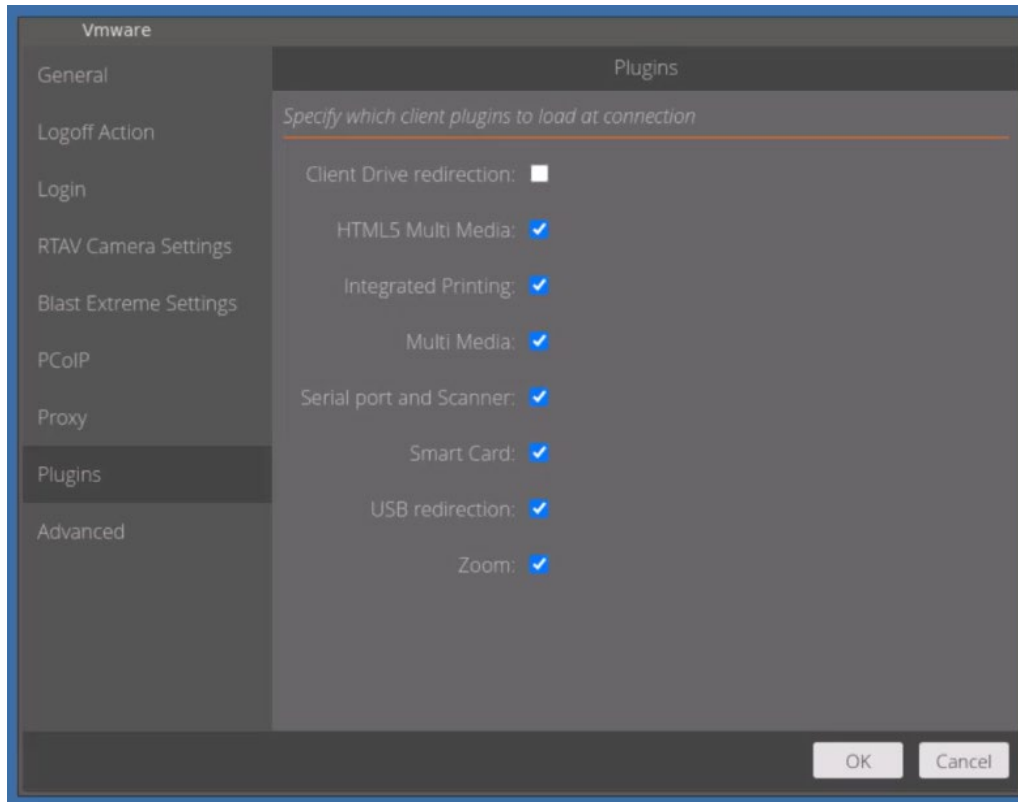 Vmware
General
Logoff Action
Login
RTAV Camera Settings
Blast Extreme Settings
PCoIP
Proxy
Plugins
Advanced
Plugins
Specify which client plugins to load at connection
Client Drive redirection:
HTML5 Multi Media:
Integrated Printing:
Multi Media:
Serial port and Scanner:
Smart Card:
USB redirection:
Zoom:
OK
Cancel